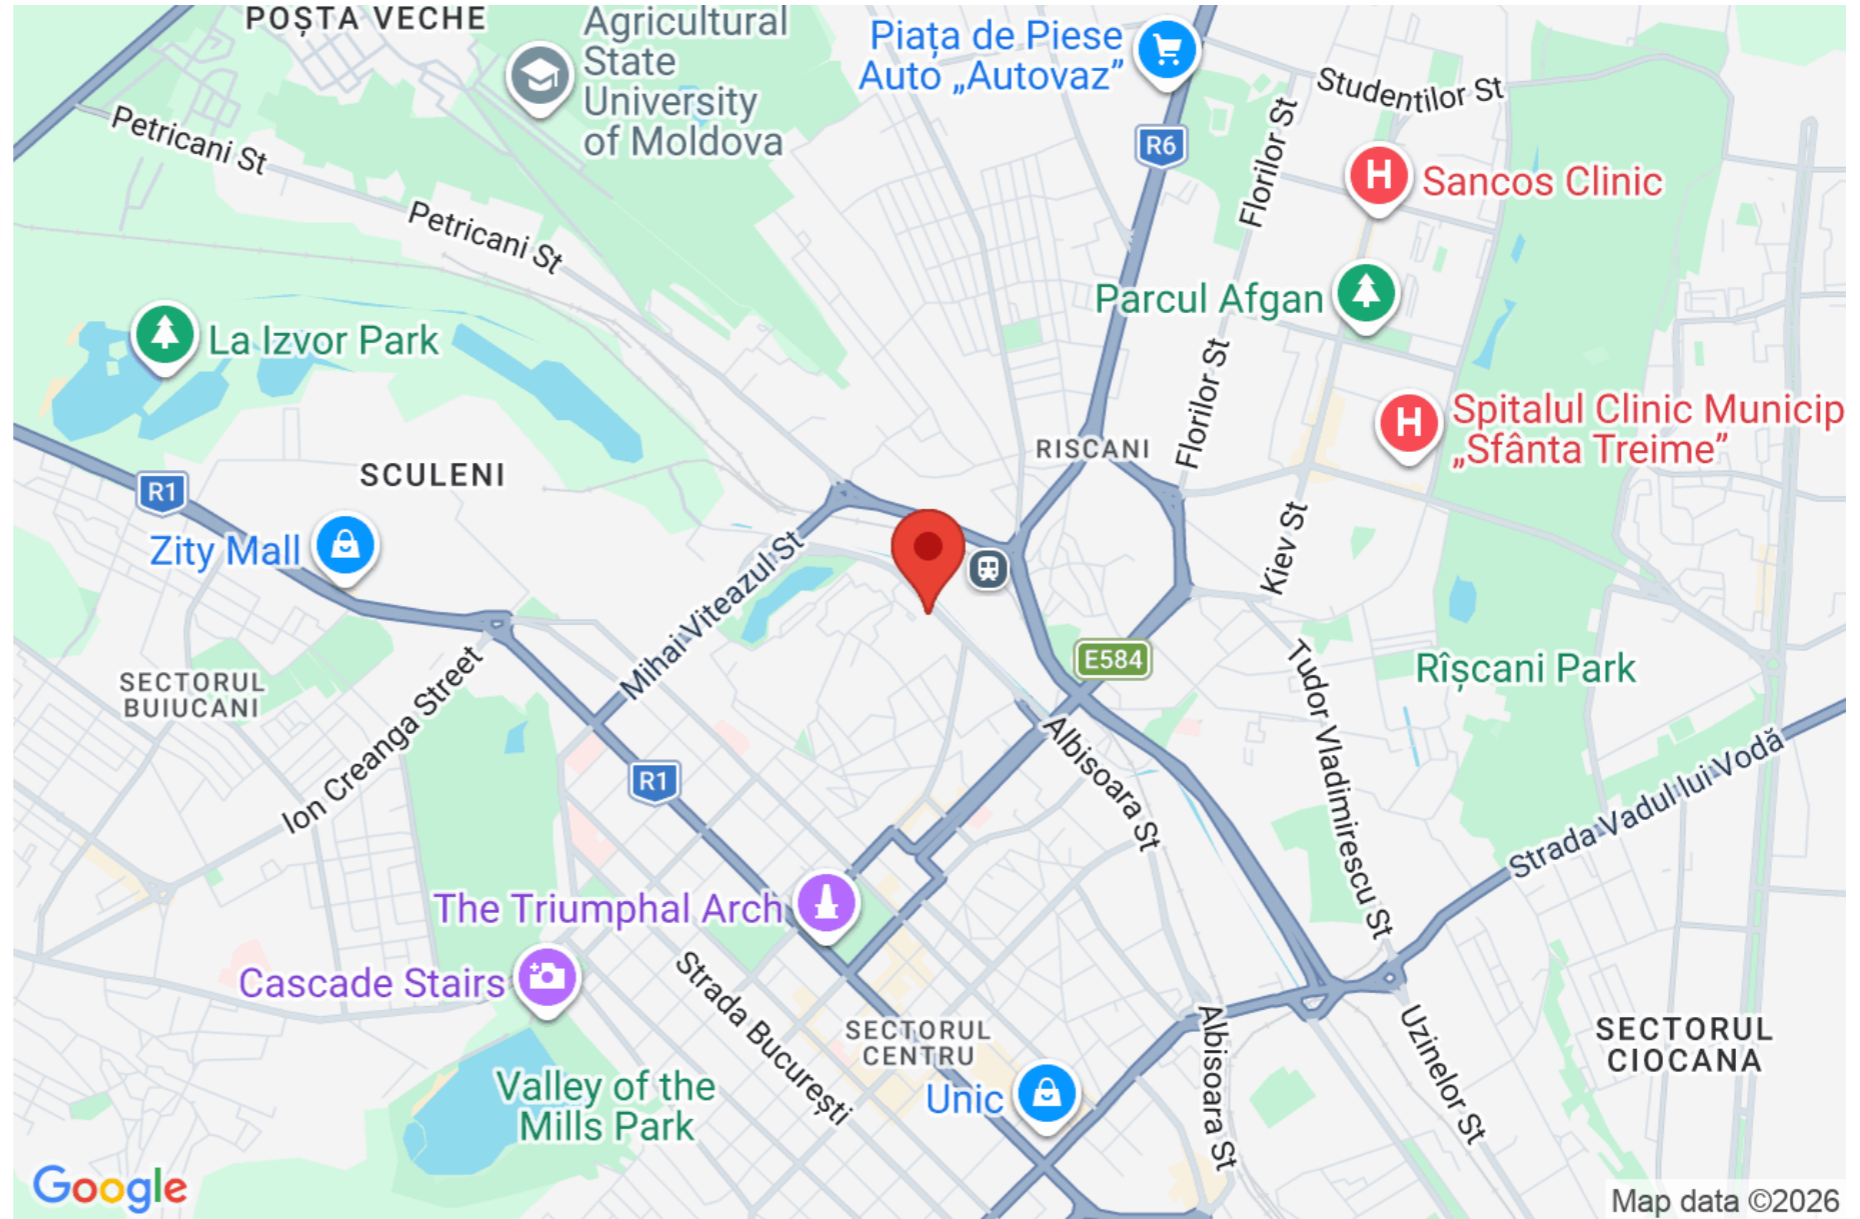 POȘTA VECHE
Agricultural
State
University
of Moldova
Piața de Piese
Auto „Autovaz”
Studentilor St
Petricani St
R6
Florilor St
Sancos Clinic
Petricani St
Parcul Afgan
La Izvor Park
Florilor St
Spitalul Clinic Municip
„Sfânta Treime”
RISCANI
SCULENI
R1
Zity Mall
Mihai Viteazul St
Kiev St
E584
Rîșcani Park
SECTORUL
BUIUCANI
Ion Creanga Street
Tudor Vladimirescu St
Albisoara St
R1
Strada Vadul lui Vodă
The Triumphal Arch
Cascade Stairs
Strada București
SECTORUL
CENTRU
Albisoara St
Uzinelor St
SECTORUL
CIOCANA
Valley of the
Mills Park
Unic
Google
Map data ©2026